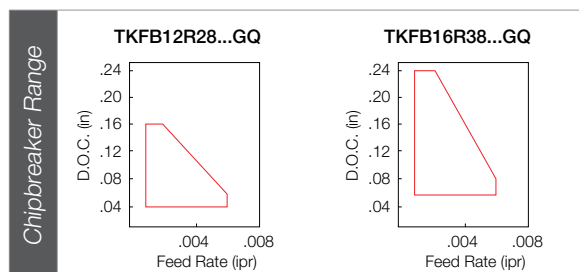 Chipbreaker Range
TKFB12R28...GQ
D.O.C. (in)
.24
.20
.16
.12
.08
.04
.004 .008
Feed Rate (ipr)
TKFB16R38...GQ
D.O.C. (in)
.24
.20
.16
.12
.08
.04
.004 .008
Feed Rate (ipr)